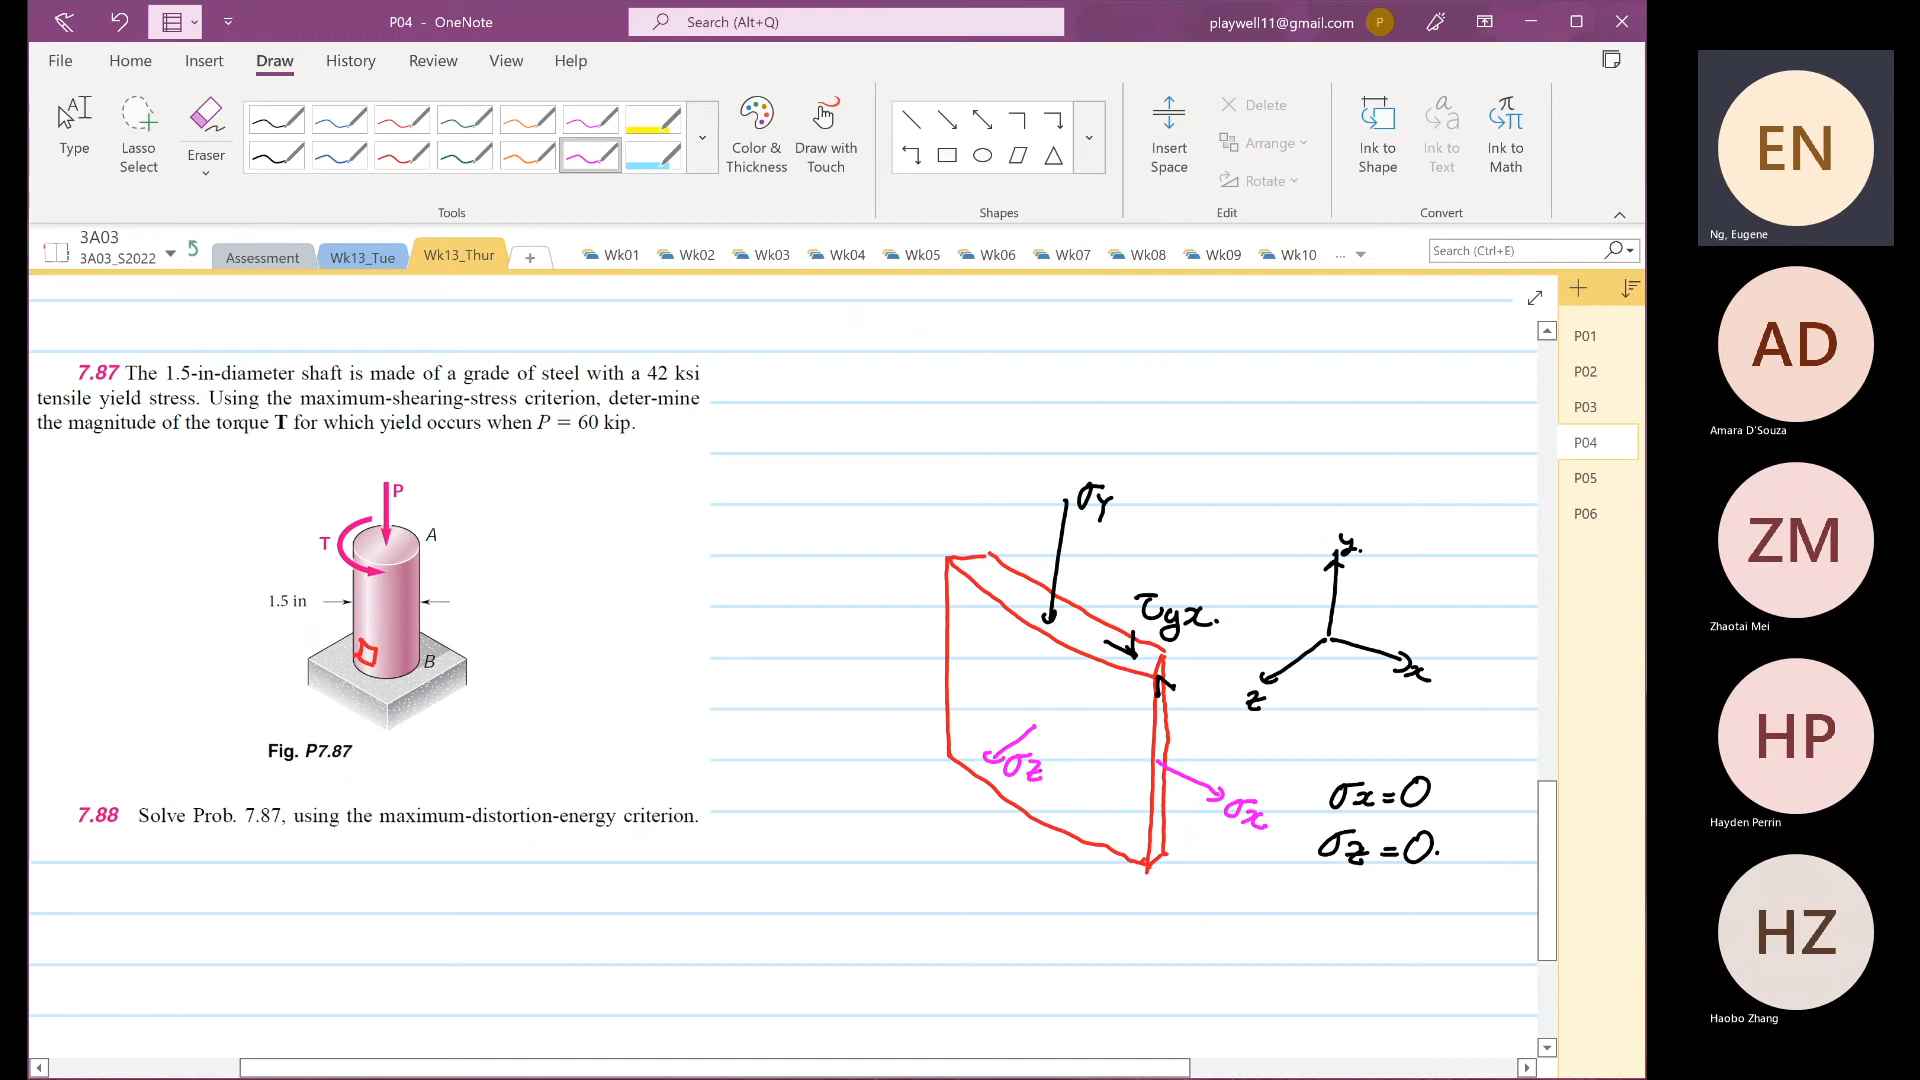 P04 - OneNote
Search (Alt+Q)
playwell11@gmail.com
P
File Home Insert Draw History Review View Help
Type
Lasso Select
Eraser
Color & Thickness
Draw with Touch
Insert Space
Delete
Arrange
Rotate
Ink to Shape
Ink to Text
Ink to Math
Tools
Shapes
Edit
Convert
3A03
3A03_S2022
Assessment
Wk13_Tue
Wk13_Thur
+
Wk01 Wk02 Wk03 Wk04 Wk05 Wk06 Wk07 Wk08 Wk09 Wk10 ...
Search (Ctrl+E)
P01
P02
P03
P04
P05
P06
7.87 The 1.5-in-diameter shaft is made of a grade of steel with a 42 ksi
tensile yield stress. Using the maximum-shearing-stress criterion, deter-mine
the magnitude of the torque T for which yield occurs when P = 60 kip.
P
T
A
1.5 in
B
Fig. P7.87
7.88 Solve Prob. 7.87, using the maximum-distortion-energy criterion.
σy
τyx.
y.
x
z
σz
σx
σx=0
σz=0.
EN
Ng, Eugene
AD
Amara D'Souza
ZM
Zhaotai Mei
HP
Hayden Perrin
HZ
Haobo Zhang